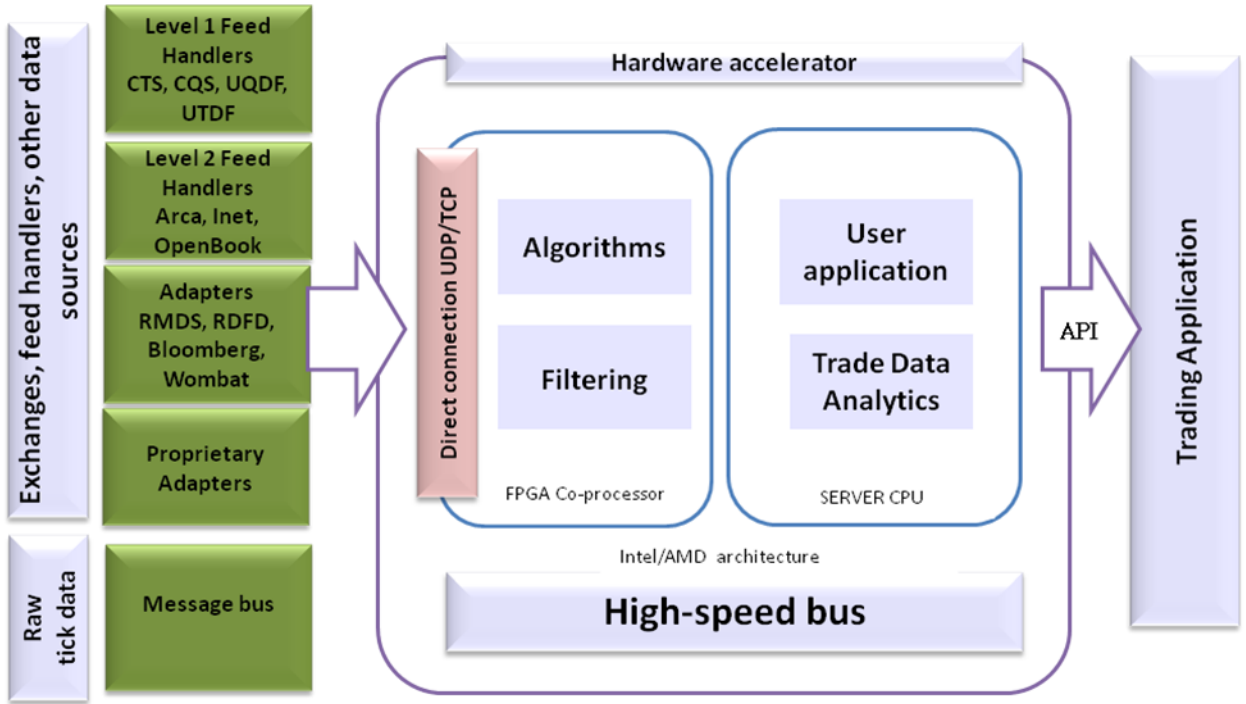 Exchanges, feed handlers, other data
sources
Raw
tick data
Level 1 Feed
Handlers
CTS, CQS, UQDF,
UTDF
Level 2 Feed
Handlers
Arca, Inet,
OpenBook
Adapters
RMDS, RDFD,
Bloomberg,
Wombat
Proprietary
Adapters
Message bus
Hardware accelerator
Direct connection UDP/TCP
Algorithms
Filtering
FPGA Co-processor
User
application
Trade Data
Analytics
SERVER CPU
Intel/AMD architecture
High-speed bus
API
Trading Application